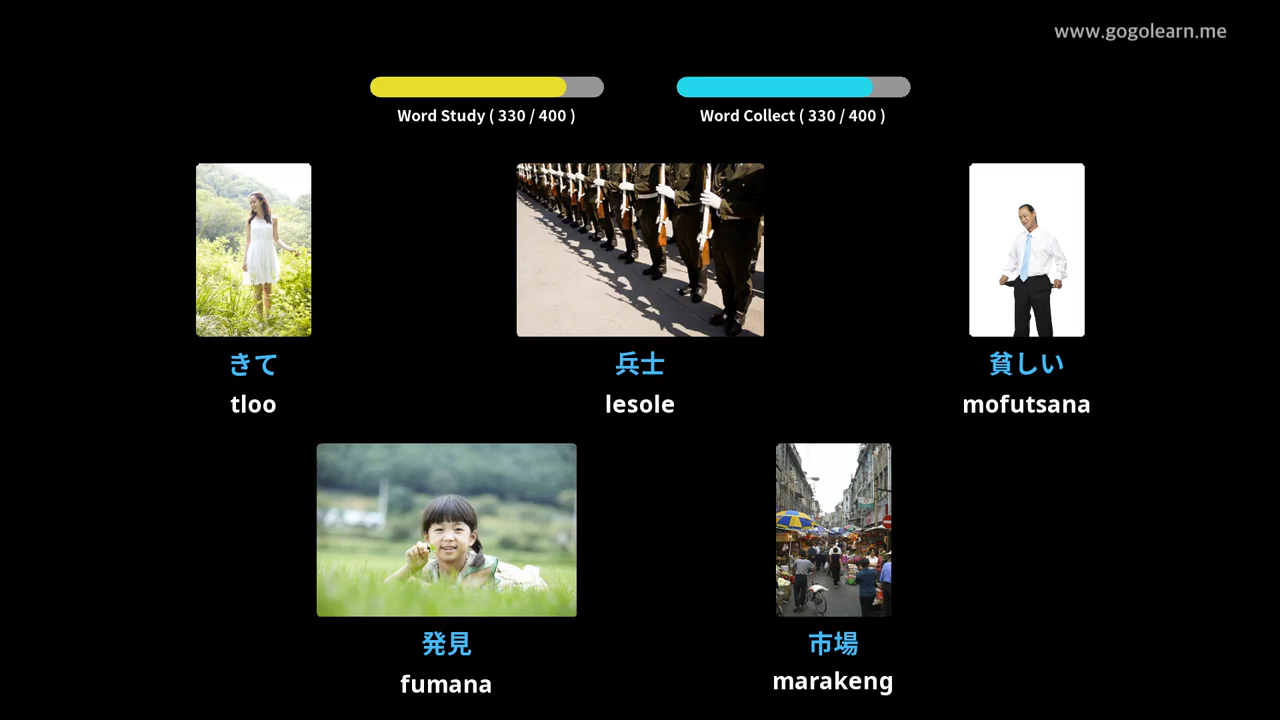 www.gogolearn.me
Word Study ( 330 / 400 )
Word Collect ( 330 / 400 )
きて
tloo
兵士
lesole
貧しい
mofutsana
発見
fumana
市場
marakeng